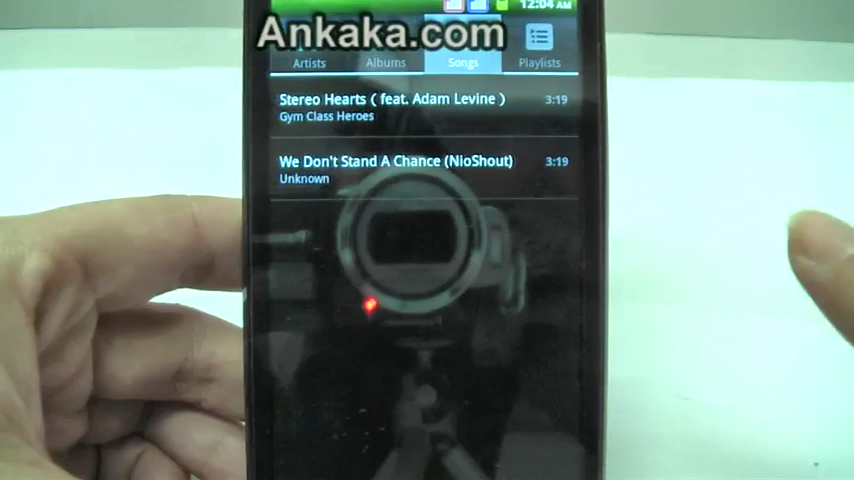 12:04 AM
Ankaka.com
Artists Albums Songs Playlists
Stereo Hearts ( feat. Adam Levine ) 3:19
Gym Class Heroes
We Don't Stand A Chance (NioShout) 3:19
Unknown